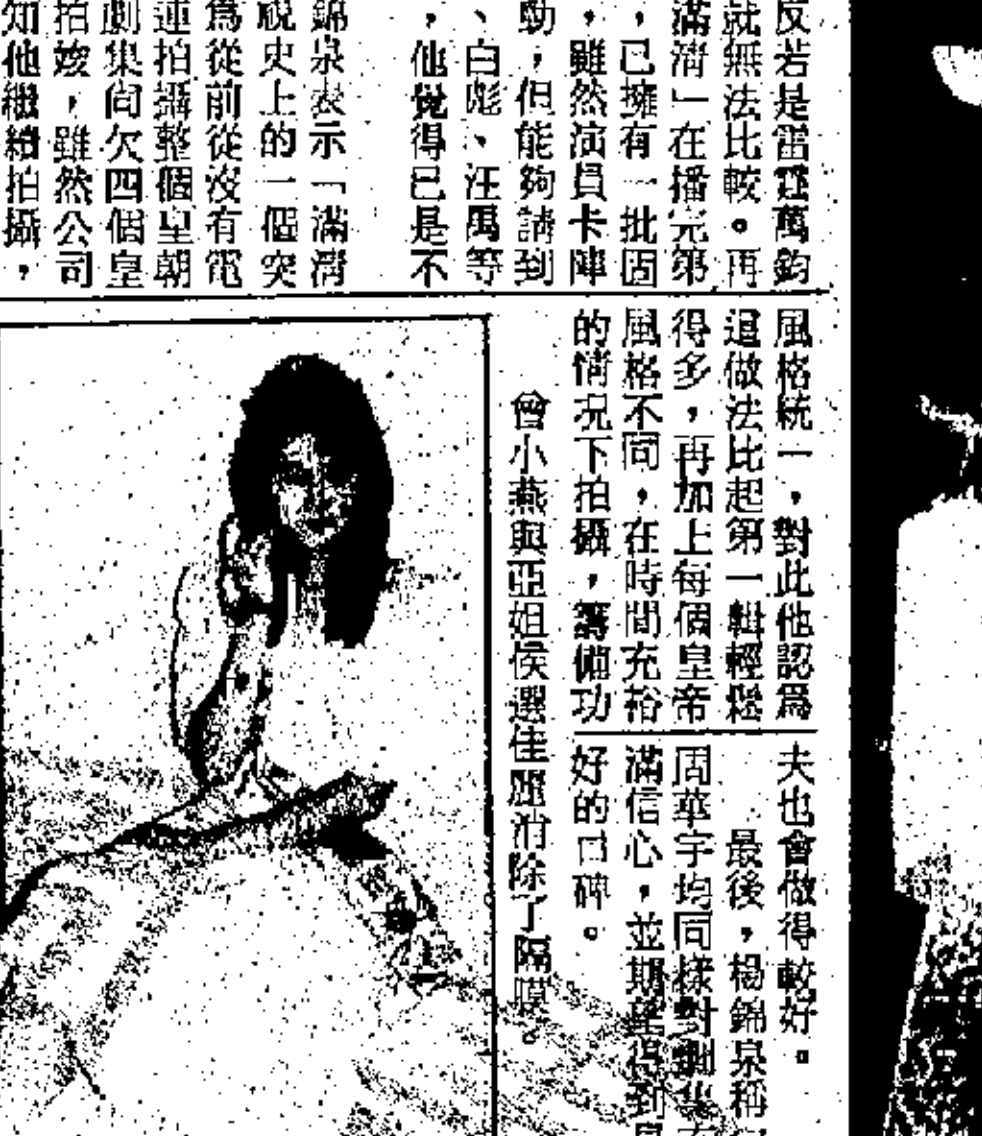 反若是雷霆萬鈞
就無法比較。再
滿清」在播完第
，已擁有一批固
，雖然演員卡陣
動，但能夠請到
、白彪、汪禹等
，他覺得已是不
錦泉表示「滿清
視史上的一個突
為從前從沒有電
連拍攝整個皇朝
劇集尚欠四個皇
拍竣，雖然公司
知他繼續拍攝，
風格統一，對此他認爲
這做法比起第一輯輕鬆
得多，再加上每個皇帝
風格不同，在時間充裕
的情况下拍攝，籌備功
夫也會做得較好。
最後，楊錦泉稱
周華宇均同樣對劇集
滿信心，並期望得到
好的口碑。
曾小燕與亞姐候選佳麗消除了隔膜。